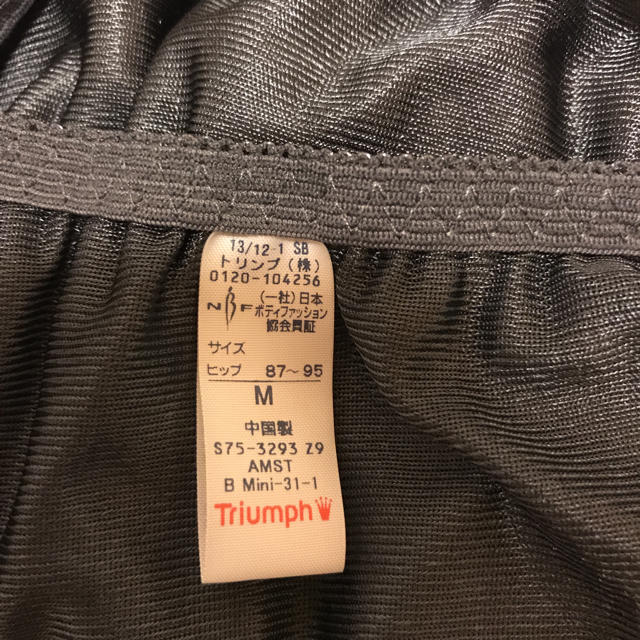 13/12-1 SB
トリンプ(株)
0120-104256
NBF (一社)日本
ボディファッション
協会員証
サイズ
ヒップ 87～95
M
中国製
S75-3293 Z9
AMST
B Mini-31-1
Triumph